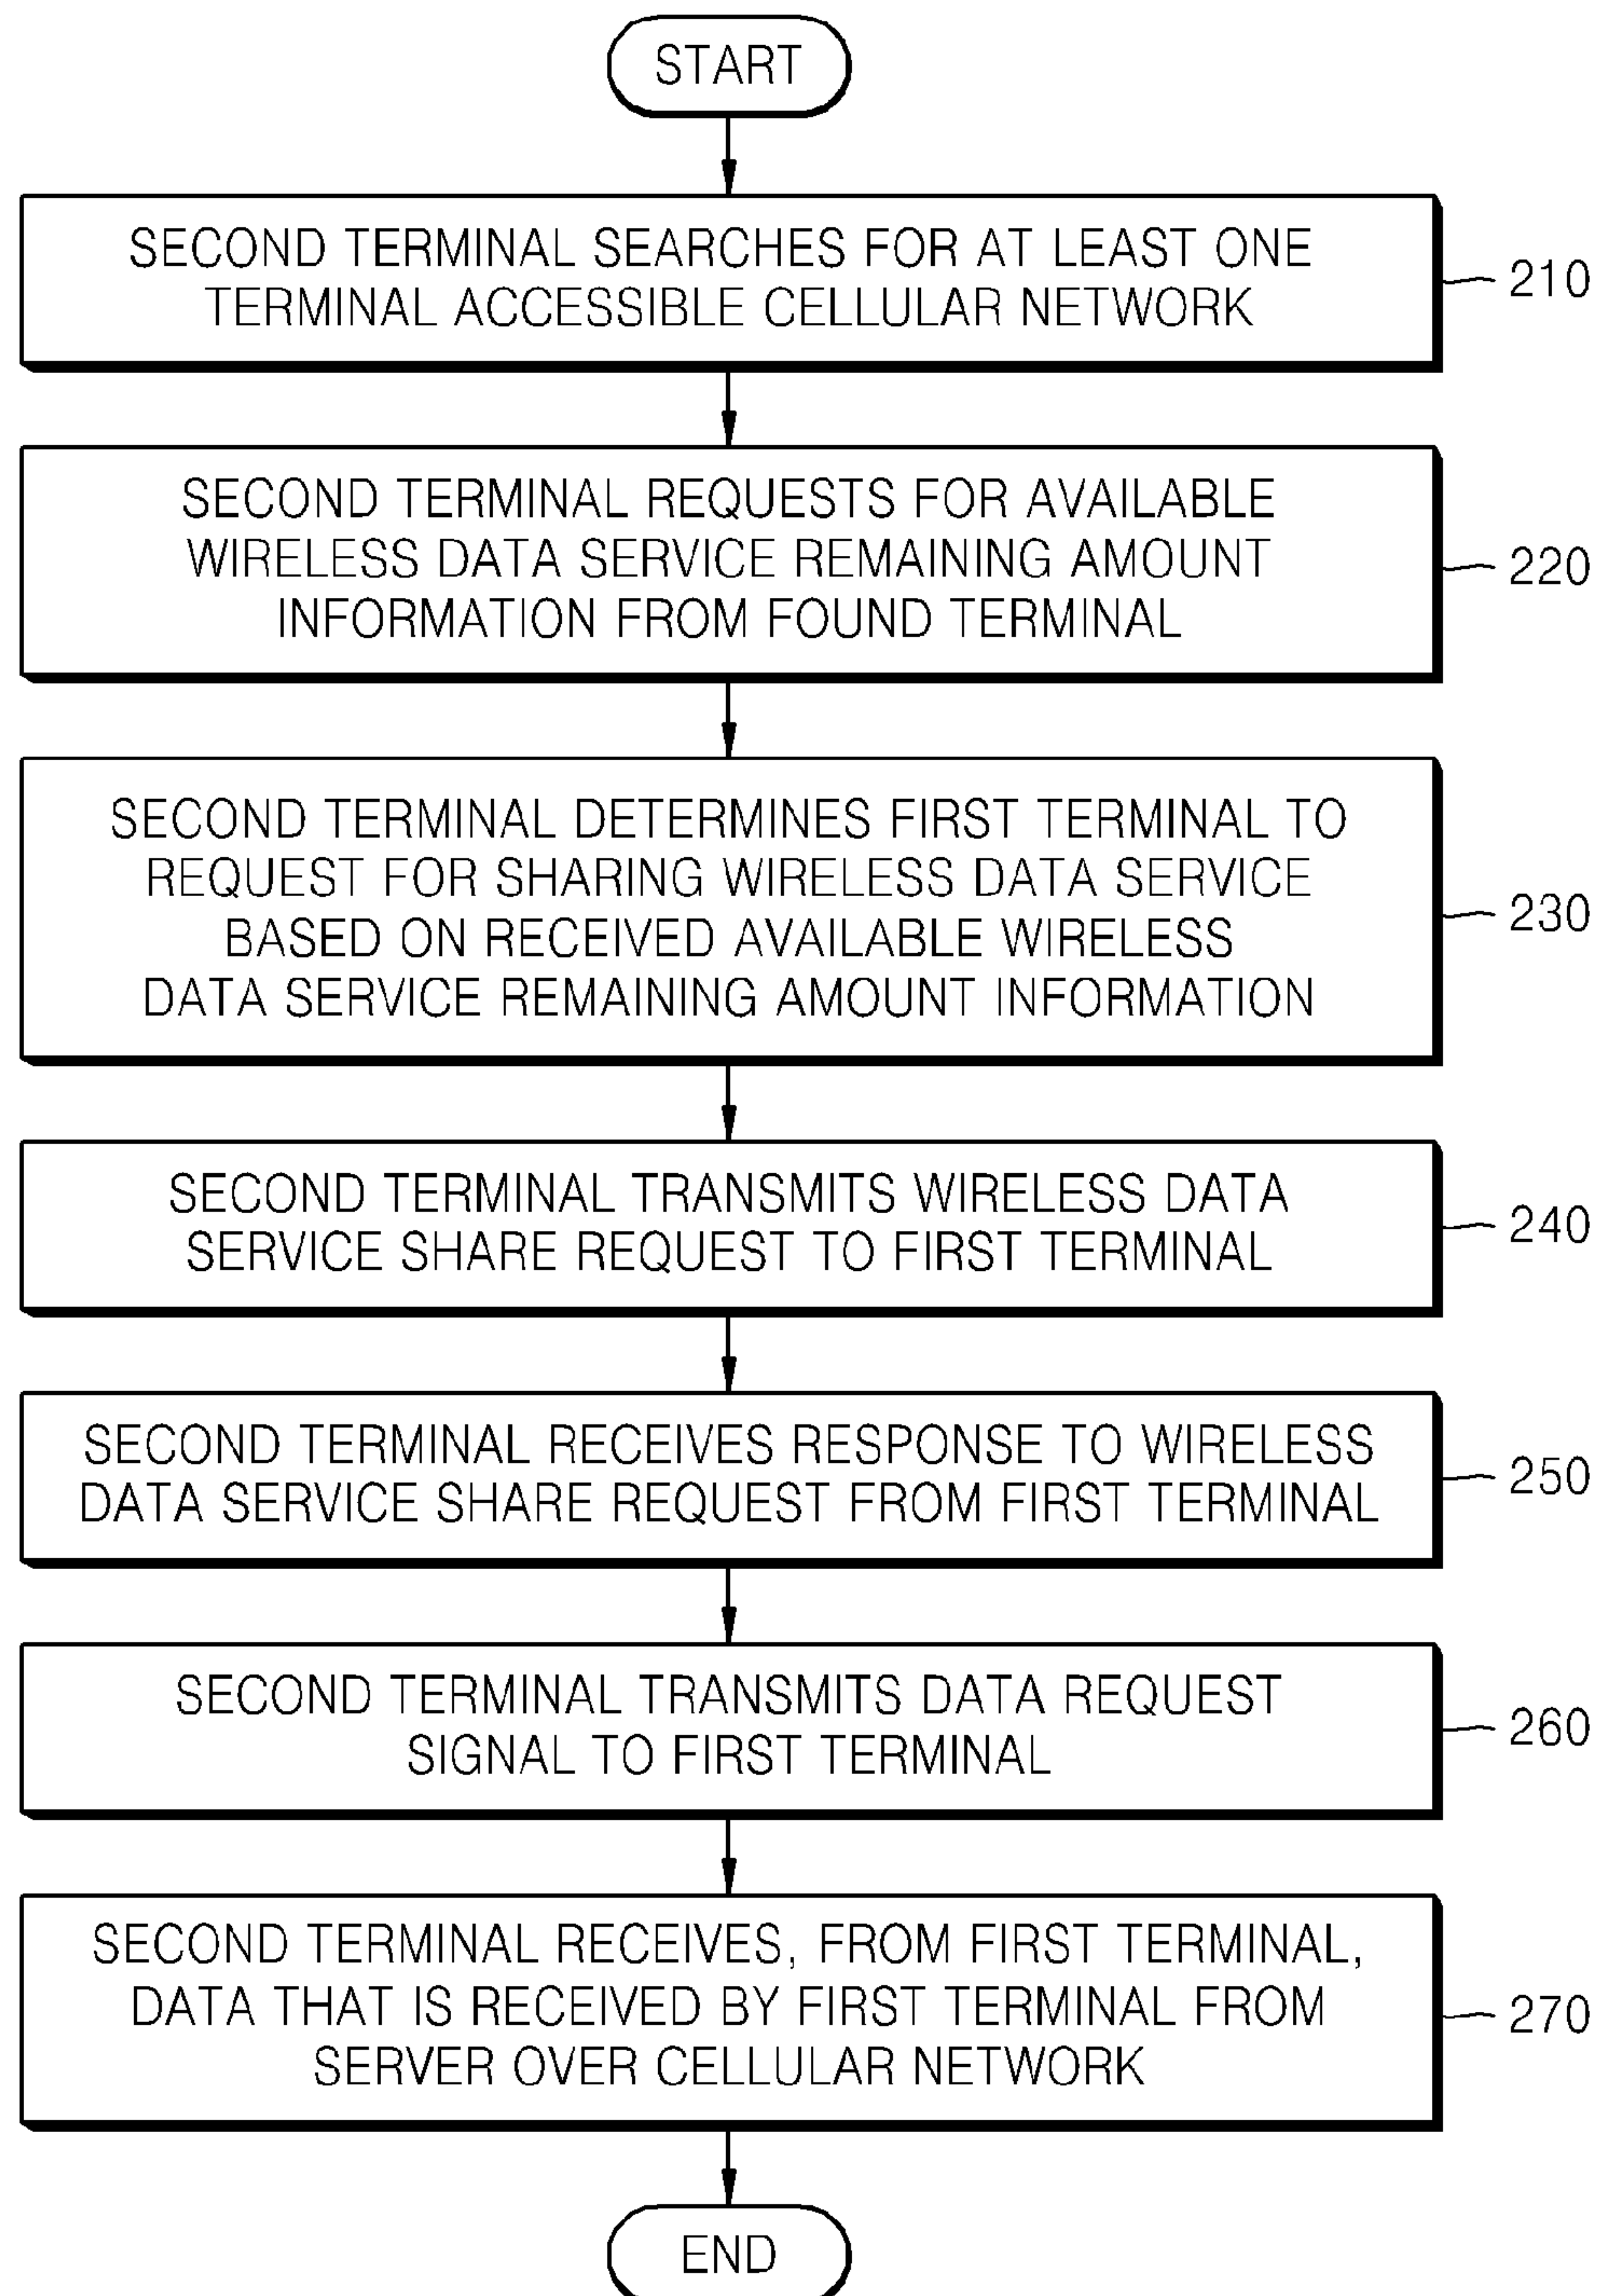 START
SECOND TERMINAL SEARCHES FOR AT LEAST ONE
TERMINAL ACCESSIBLE CELLULAR NETWORK
210
SECOND TERMINAL REQUESTS FOR AVAILABLE
WIRELESS DATA SERVICE REMAINING AMOUNT
INFORMATION FROM FOUND TERMINAL
220
SECOND TERMINAL DETERMINES FIRST TERMINAL TO
REQUEST FOR SHARING WIRELESS DATA SERVICE
BASED ON RECEIVED AVAILABLE WIRELESS
DATA SERVICE REMAINING AMOUNT INFORMATION
230
SECOND TERMINAL TRANSMITS WIRELESS DATA
SERVICE SHARE REQUEST TO FIRST TERMINAL
240
SECOND TERMINAL RECEIVES RESPONSE TO WIRELESS
DATA SERVICE SHARE REQUEST FROM FIRST TERMINAL
250
SECOND TERMINAL TRANSMITS DATA REQUEST
SIGNAL TO FIRST TERMINAL
260
SECOND TERMINAL RECEIVES, FROM FIRST TERMINAL,
DATA THAT IS RECEIVED BY FIRST TERMINAL FROM
SERVER OVER CELLULAR NETWORK
270
END